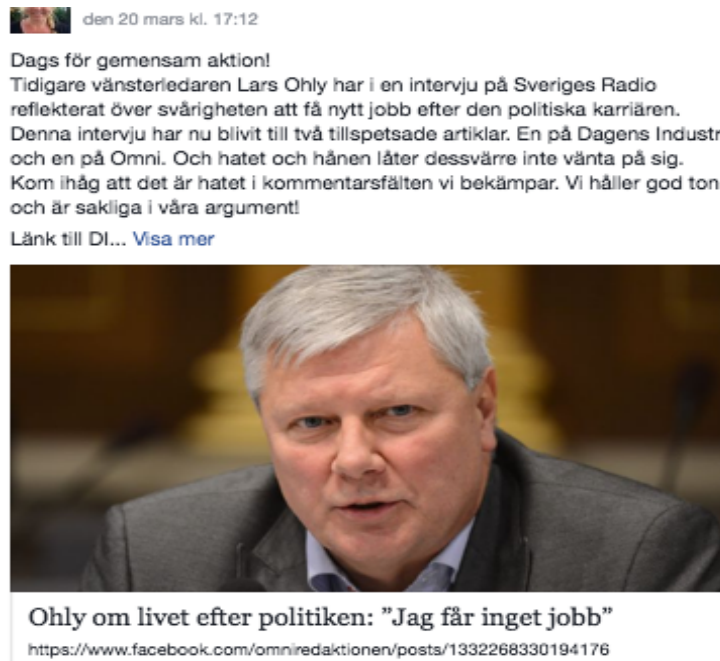 den 20 mars kl. 17:12
Dags för gemensam aktion!
Tidigare vänsterledaren Lars Ohly har i en intervju på Sveriges Radio
reflekterat över svårigheten att få nytt jobb efter den politiska karriären.
Denna intervju har nu blivit till två tillspetsade artiklar. En på Dagens Industr
och en på Omni. Och hatet och hånen låter dessvärre inte vänta på sig.
Kom ihåg att det är hatet i kommentarsfälten vi bekämpar. Vi håller god ton
och är sakliga i våra argument!
Länk till DI... Visa mer
Ohly om livet efter politiken: ”Jag får inget jobb”
https://www.facebook.com/omniredaktionen/posts/1332268330194176